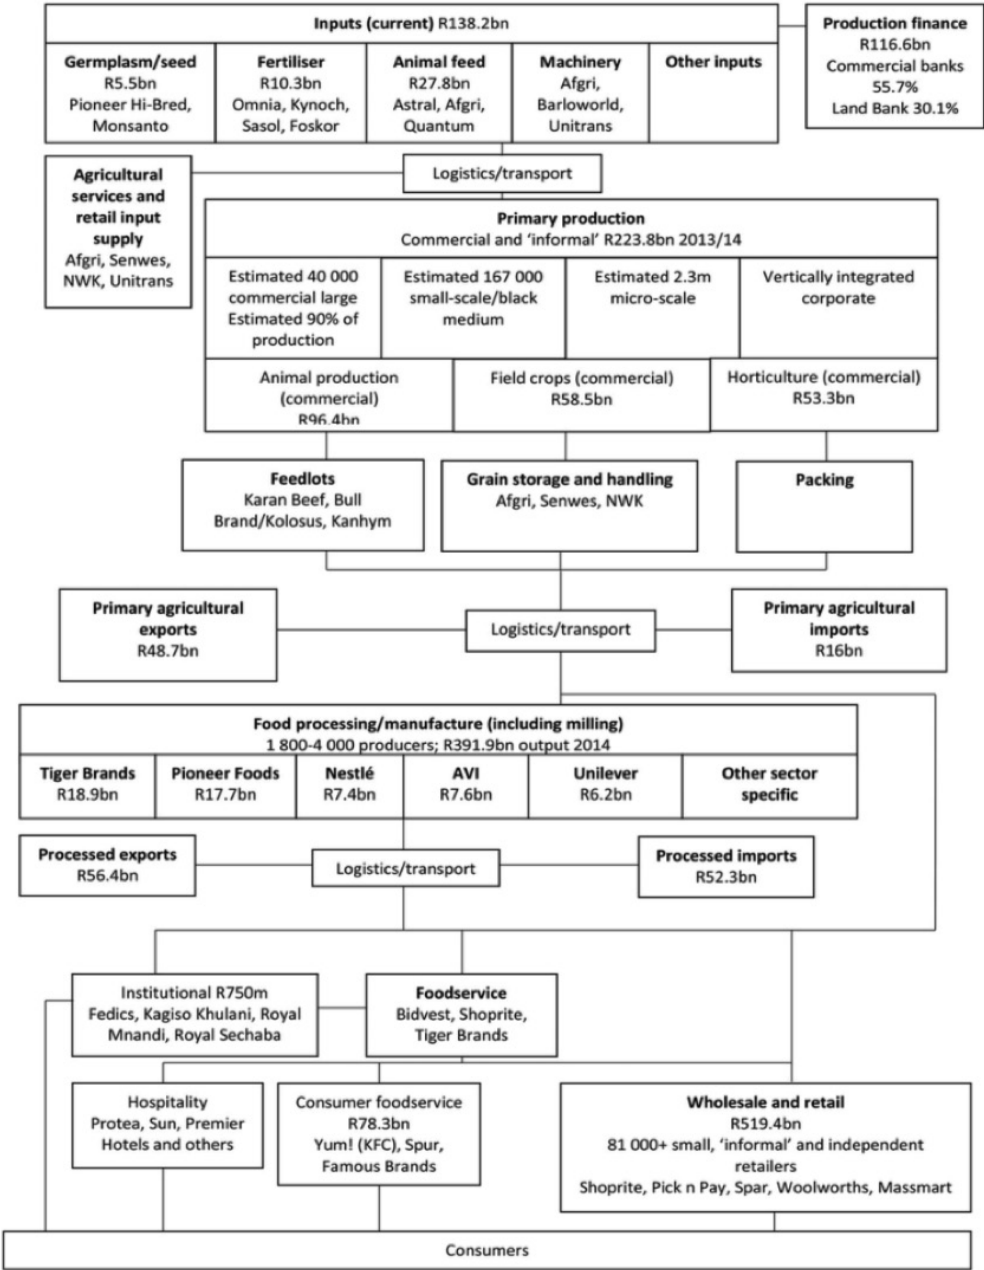 Inputs (current) R138.2bn
Germplasm/seed
R5.5bn
Pioneer Hi-Bred,
Monsanto
Fertiliser
R10.3bn
Omnia, Kynoch,
Sasol, Foskor
Animal feed
R27.8bn
Astral, Afgri,
Quantum
Machinery
Afgri,
Barloworld,
Unitrans
Other inputs
Production finance
R116.6bn
Commercial banks
55.7%
Land Bank 30.1%
Agricultural
services and
retail input
supply
Afgri, Senwes,
NWK, Unitrans
Logistics/transport
Primary production
Commercial and ‘informal’ R223.8bn 2013/14
Estimated 40 000
commercial large
Estimated 90% of
production
Estimated 167 000
small-scale/black
medium
Estimated 2.3m
micro-scale
Vertically integrated
corporate
Animal production
(commercial)
R96.4bn
Field crops (commercial)
R58.5bn
Horticulture (commercial)
R53.3bn
Feedlots
Karan Beef, Bull
Brand/Kolosus, Kanhym
Grain storage and handling
Afgri, Senwes, NWK
Packing
Primary agricultural
exports
R48.7bn
Logistics/transport
Primary agricultural
imports
R16bn
Food processing/manufacture (including milling)
1 800-4 000 producers; R391.9bn output 2014
Tiger Brands
R18.9bn
Pioneer Foods
R17.7bn
Nestlé
R7.4bn
AVI
R7.6bn
Unilever
R6.2bn
Other sector
specific
Processed exports
R56.4bn
Logistics/transport
Processed imports
R52.3bn
Institutional R750m
Fedics, Kagiso Khulani, Royal
Mnandi, Royal Sechaba
Foodservice
Bidvest, Shoprite,
Tiger Brands
Hospitality
Protea, Sun, Premier
Hotels and others
Consumer foodservice
R78.3bn
Yum! (KFC), Spur,
Famous Brands
Wholesale and retail
R519.4bn
81 000+ small, ‘informal’ and independent
retailers
Shoprite, Pick n Pay, Spar, Woolworths, Massmart
Consumers